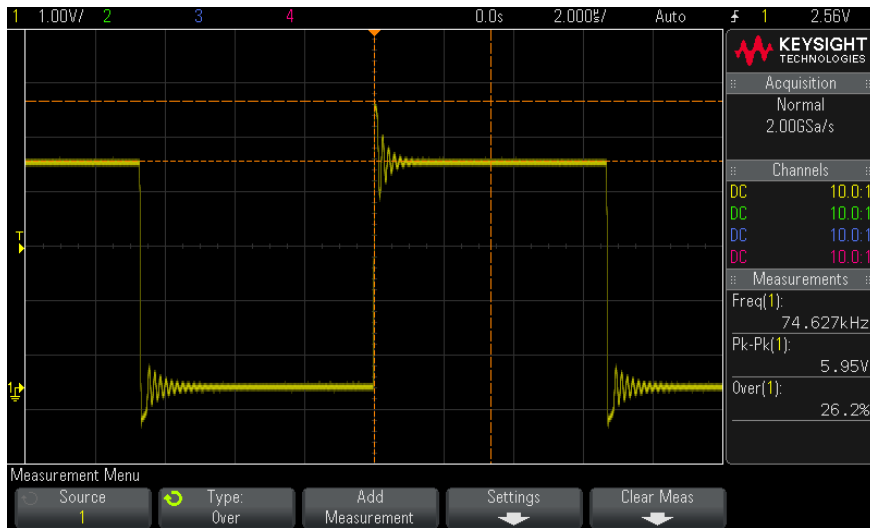 1 1.00V/ 2 3 4 0.0s 2.000µs/ Auto 1 2.56V
KEYSIGHT
TECHNOLOGIES
Acquisition
Normal
2.00GSa/s
Channels
DC 10.0:1
DC 10.0:1
DC 10.0:1
DC 10.0:1
Measurements
Freq(1):
74.627kHz
Pk-Pk(1):
5.95V
Over(1):
26.2%
T
1
Measurement Menu
Source
1
Type:
Over
Add
Measurement
Settings
Clear Meas